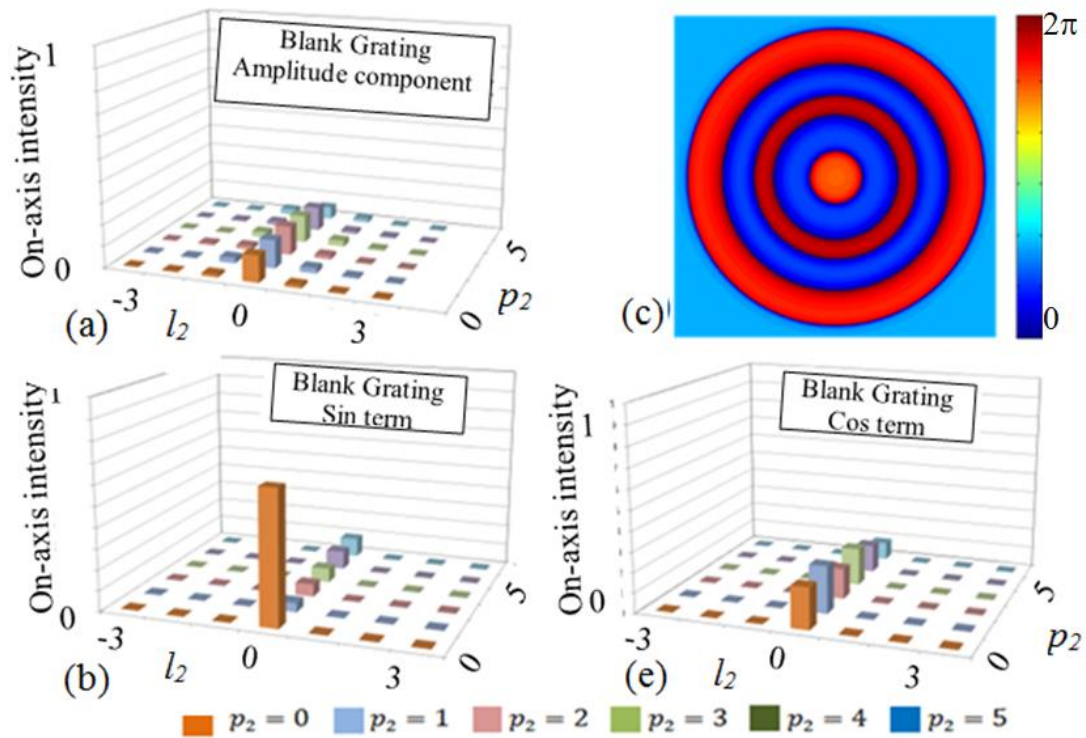 1
Blank Grating
Amplitude component
On-axis intensity
0
-3
0
3
0
5
l2
p2
(a)
2π
0
(c)
1
Blank Grating
Sin term
On-axis intensity
0
-3
0
3
0
5
l2
(b)
1
Blank Grating
Cos term
On-axis intensity
0
-3
0
3
0
5
l2
p2
(e)
p2 = 0 p2 = 1 p2 = 2 p2 = 3 p2 = 4 p2 = 5